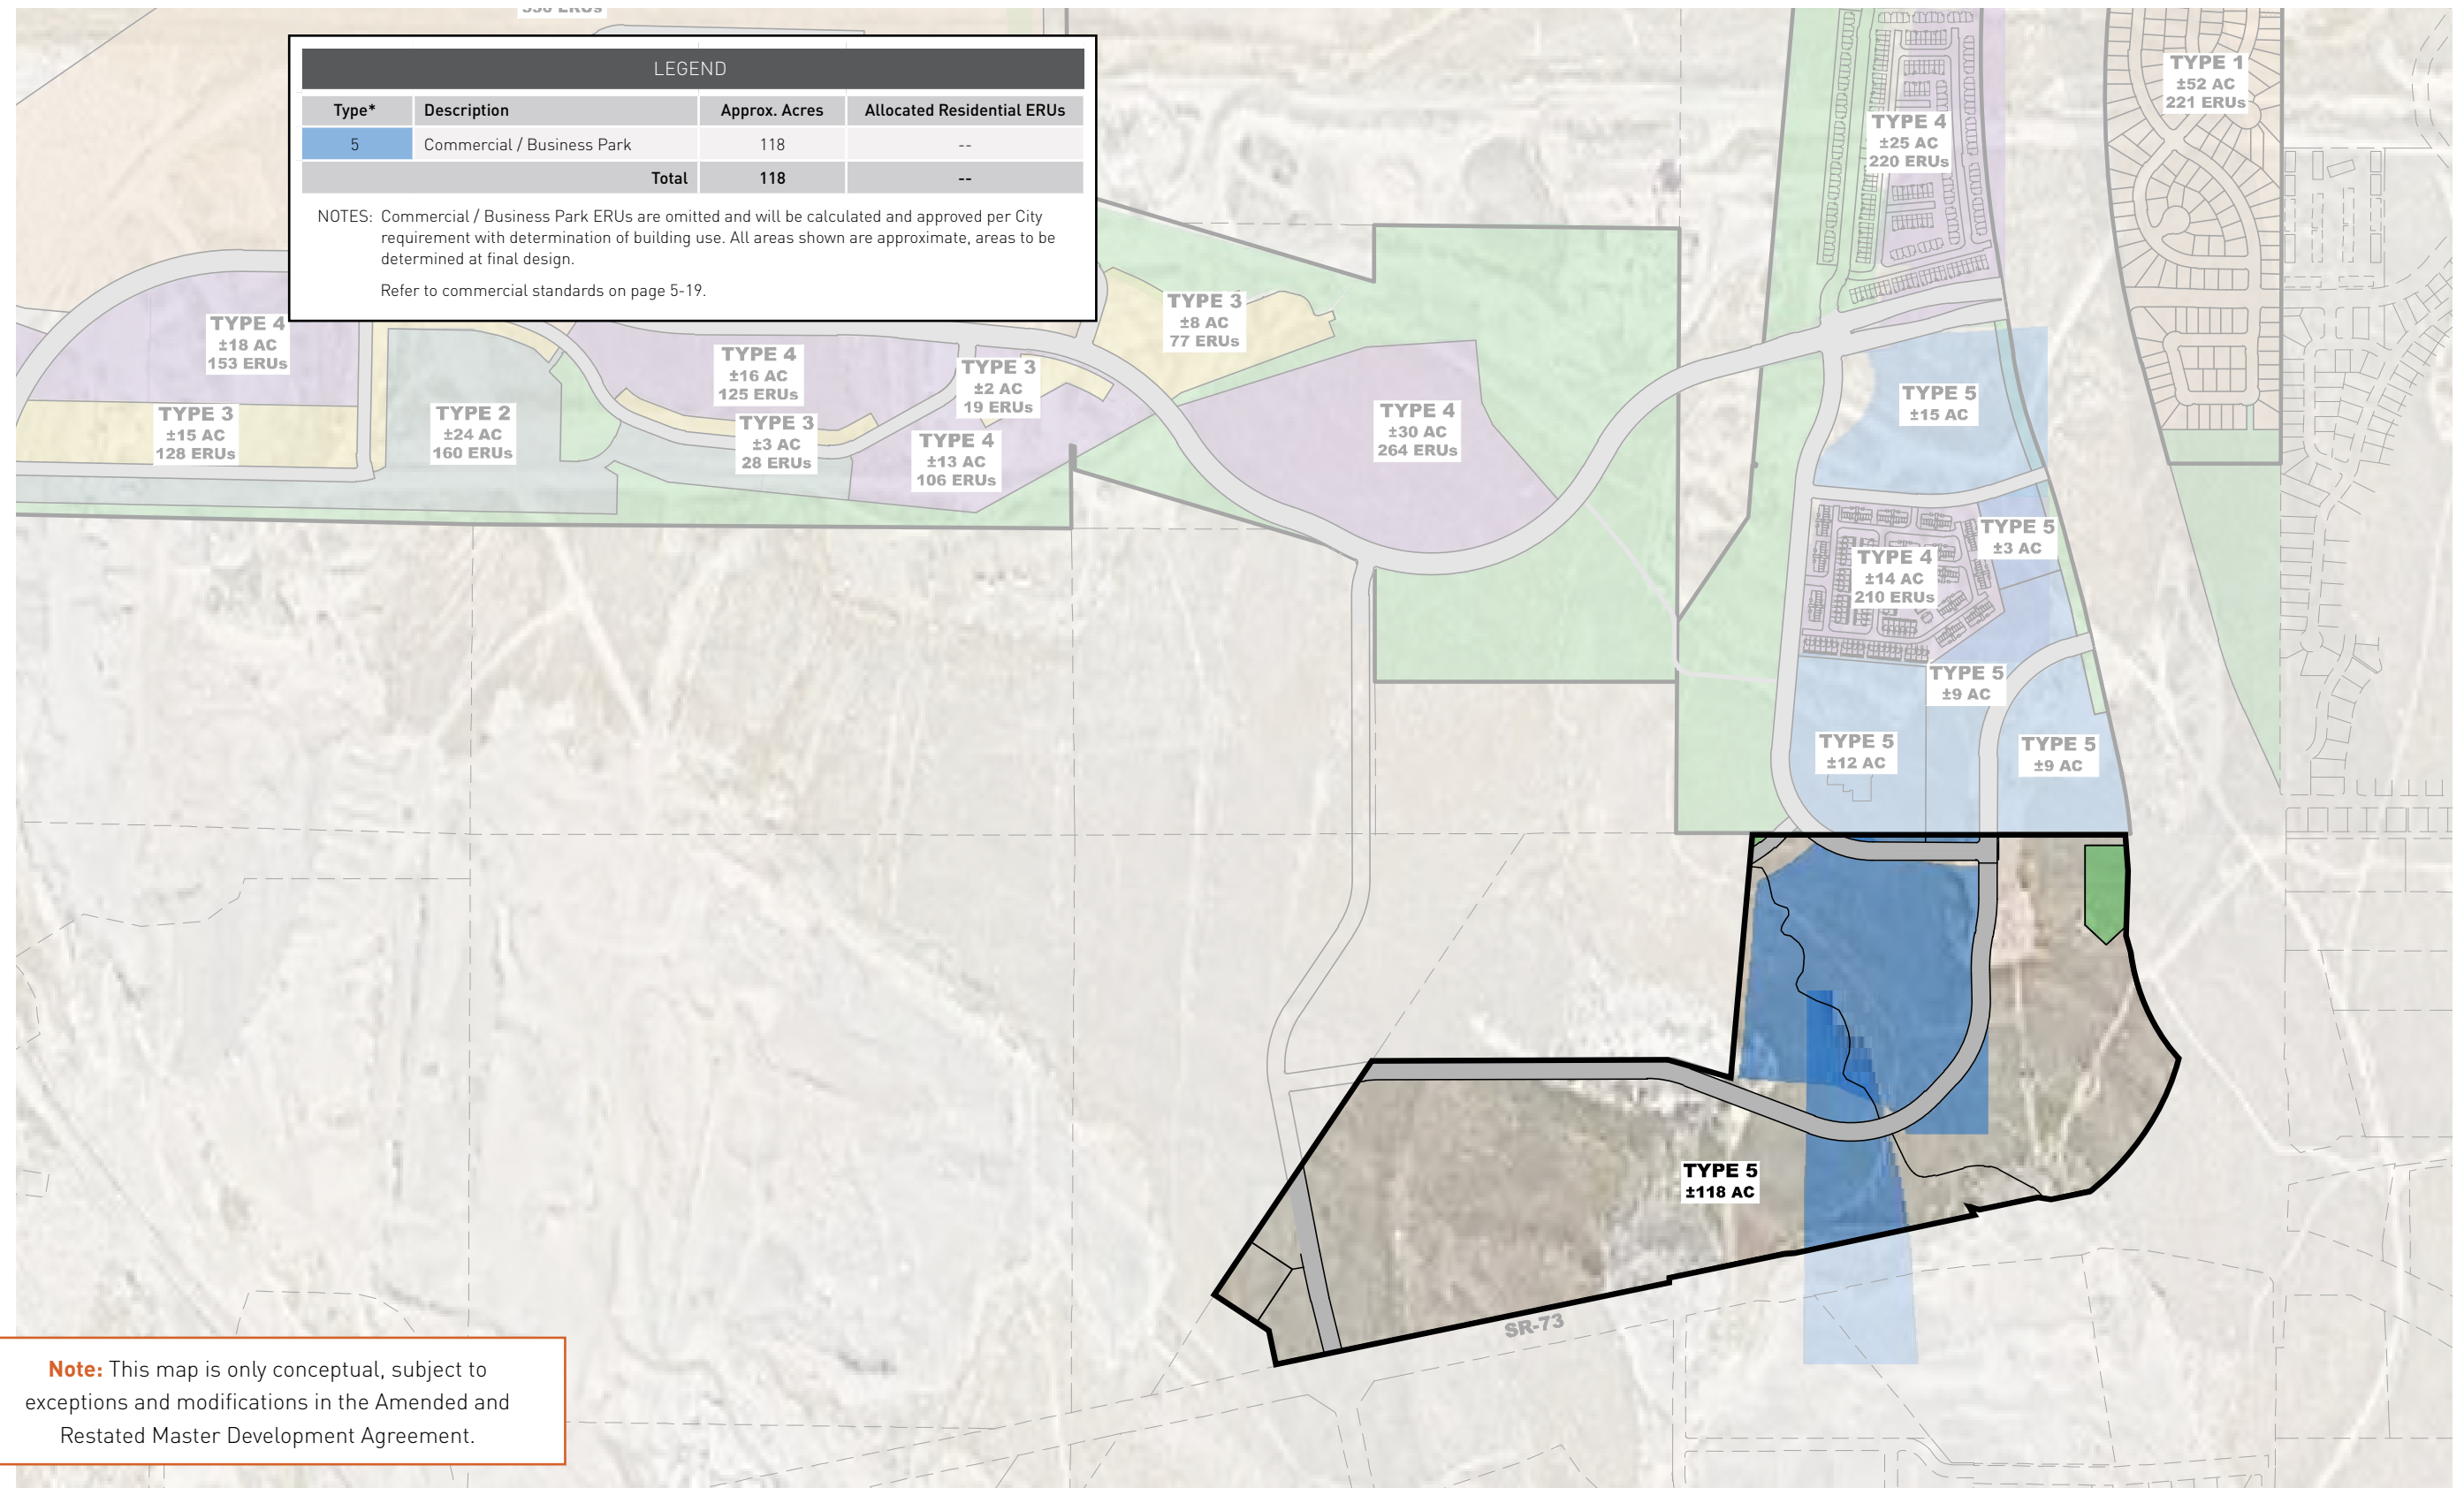 LEGEND
Type* Description Approx. Acres Allocated Residential ERUs
5 Commercial / Business Park 118 --
Total 118 --
NOTES: Commercial / Business Park ERUs are omitted and will be calculated and approved per City
requirement with determination of building use. All areas shown are approximate, areas to be
determined at final design.
Refer to commercial standards on page 5-19.
TYPE 1
±52 AC
221 ERUs
TYPE 4
±25 AC
220 ERUs
TYPE 3
±8 AC
77 ERUs
TYPE 4
±18 AC
153 ERUs
TYPE 4
±16 AC
125 ERUs
TYPE 3
±2 AC
19 ERUs
TYPE 5
±15 AC
TYPE 3
±15 AC
128 ERUs
TYPE 2
±24 AC
160 ERUs
TYPE 3
±3 AC
28 ERUs
TYPE 4
±13 AC
106 ERUs
TYPE 4
±30 AC
264 ERUs
TYPE 5
±3 AC
TYPE 4
±14 AC
210 ERUs
TYPE 5
±9 AC
TYPE 5
±12 AC
TYPE 5
±9 AC
TYPE 5
±118 AC
SR-73
Note: This map is only conceptual, subject to
exceptions and modifications in the Amended and
Restated Master Development Agreement.